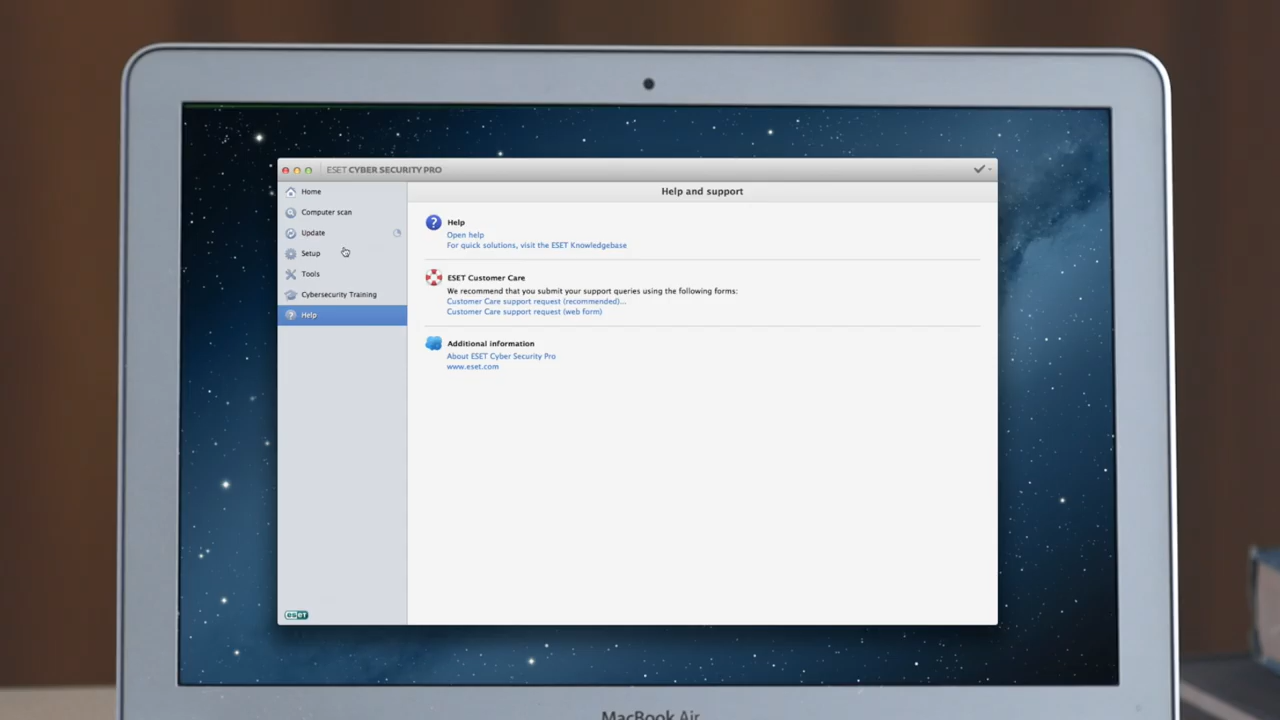 ESET CYBER SECURITY PRO
Home
Computer scan
Update
Setup
Tools
Cybersecurity Training
Help
Help and support
Help
Open help
For quick solutions, visit the ESET Knowledgebase
ESET Customer Care
We recommend that you submit your support queries using the following forms:
Customer Care support request (recommended)...
Customer Care support request (web form)
Additional information
About ESET Cyber Security Pro
www.eset.com
eset
MacBook Air